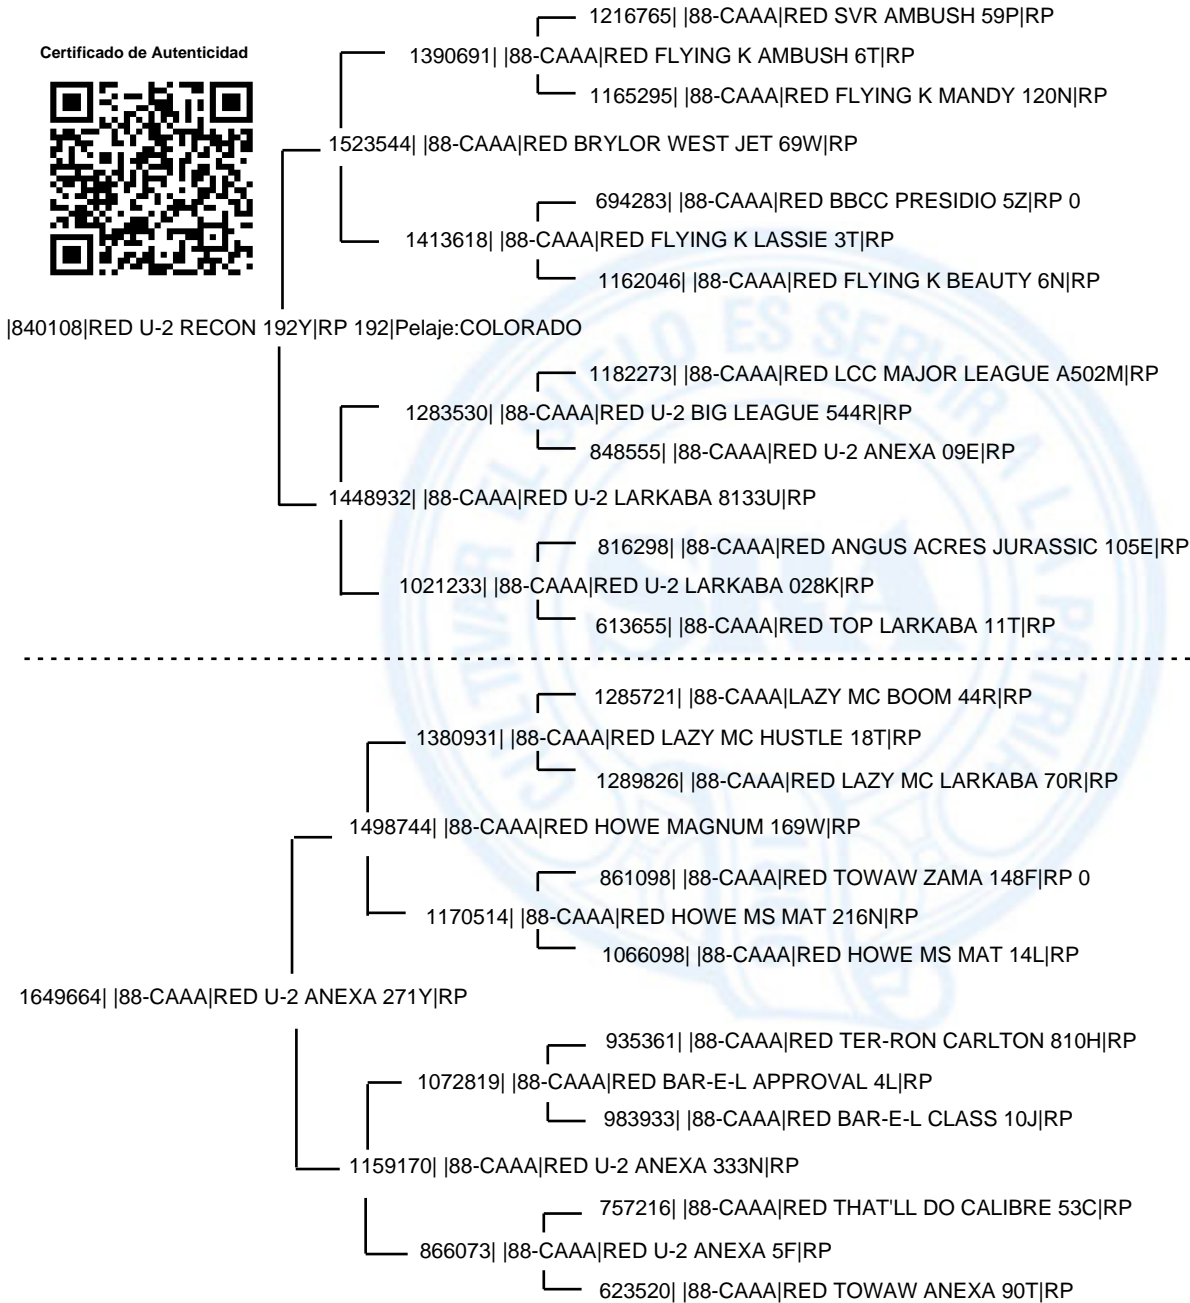 1216765| |88-CAAA|RED SVR AMBUSH 59P|RP
Certificado de Autenticidad
1390691| |88-CAAA|RED FLYING K AMBUSH 6T|RP
1165295| |88-CAAA|RED FLYING K MANDY 120N|RP
1523544| |88-CAAA|RED BRYLOR WEST JET 69W|RP
694283| |88-CAAA|RED BBCC PRESIDIO 5Z|RP 0
1413618| |88-CAAA|RED FLYING K LASSIE 3T|RP
1162046| |88-CAAA|RED FLYING K BEAUTY 6N|RP
|840108|RED U-2 RECON 192Y|RP 192|Pelaje:COLORADO
1182273| |88-CAAA|RED LCC MAJOR LEAGUE A502M|RP
1283530| |88-CAAA|RED U-2 BIG LEAGUE 544R|RP
848555| |88-CAAA|RED U-2 ANEXA 09E|RP
1448932| |88-CAAA|RED U-2 LARKABA 8133U|RP
816298| |88-CAAA|RED ANGUS ACRES JURASSIC 105E|RP
1021233| |88-CAAA|RED U-2 LARKABA 028K|RP
613655| |88-CAAA|RED TOP LARKABA 11T|RP
1285721| |88-CAAA|LAZY MC BOOM 44R|RP
1380931| |88-CAAA|RED LAZY MC HUSTLE 18T|RP
1289826| |88-CAAA|RED LAZY MC LARKABA 70R|RP
1498744| |88-CAAA|RED HOWE MAGNUM 169W|RP
861098| |88-CAAA|RED TOWAW ZAMA 148F|RP 0
1170514| |88-CAAA|RED HOWE MS MAT 216N|RP
1066098| |88-CAAA|RED HOWE MS MAT 14L|RP
1649664| |88-CAAA|RED U-2 ANEXA 271Y|RP
935361| |88-CAAA|RED TER-RON CARLTON 810H|RP
1072819| |88-CAAA|RED BAR-E-L APPROVAL 4L|RP
983933| |88-CAAA|RED BAR-E-L CLASS 10J|RP
1159170| |88-CAAA|RED U-2 ANEXA 333N|RP
757216| |88-CAAA|RED THAT'LL DO CALIBRE 53C|RP
866073| |88-CAAA|RED U-2 ANEXA 5F|RP
623520| |88-CAAA|RED TOWAW ANEXA 90T|RP
CULTIVAR EL SUELO ES SERVIR A LA PATRIA
SRA
1866